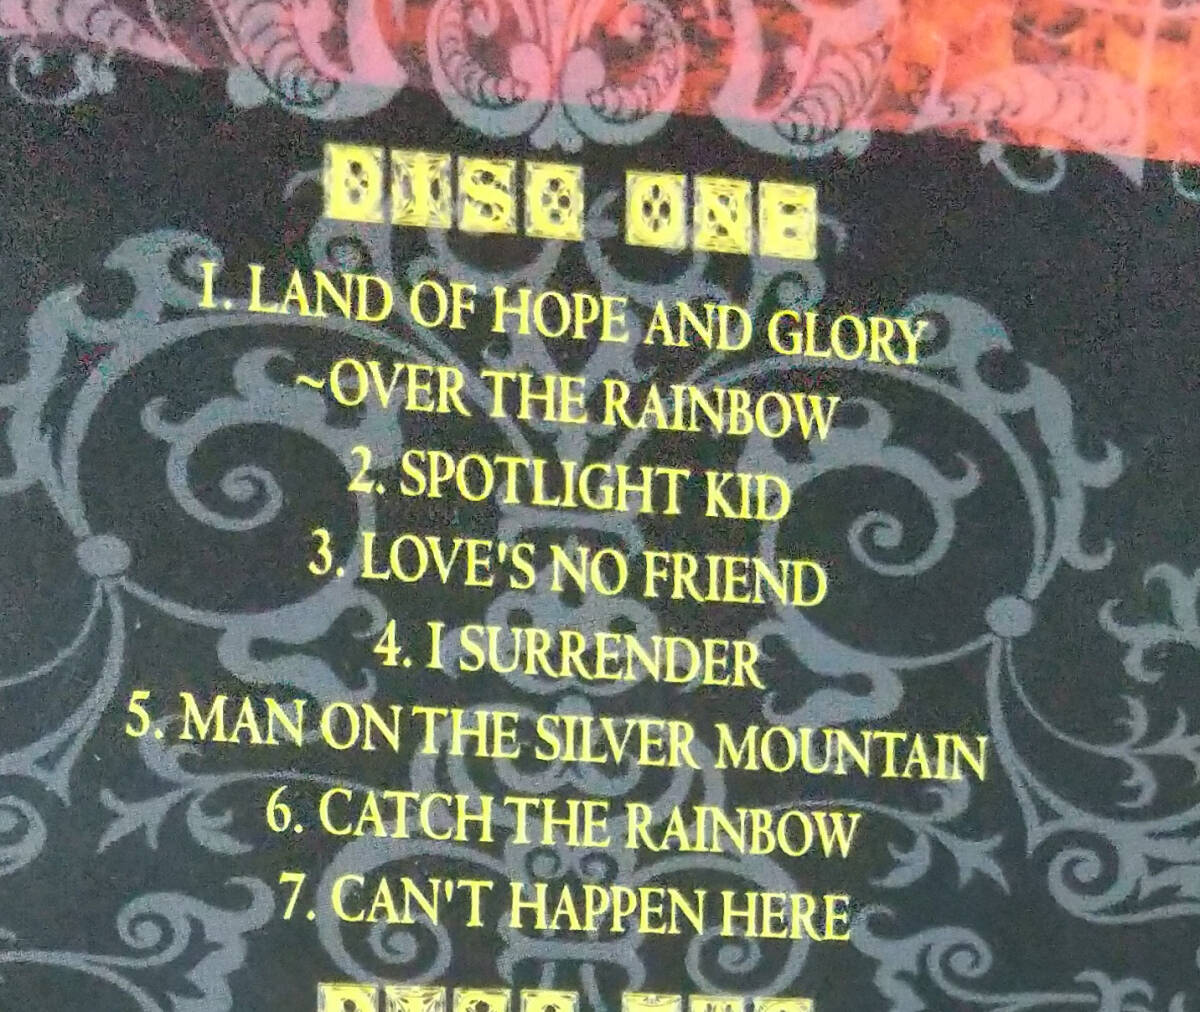 DISC ONE
1. LAND OF HOPE AND GLORY
~OVER THE RAINBOW
2. SPOTLIGHT KID
3. LOVE'S NO FRIEND
4. I SURRENDER
5. MAN ON THE SILVER MOUNTAIN
6. CATCH THE RAINBOW
7. CAN'T HAPPEN HERE